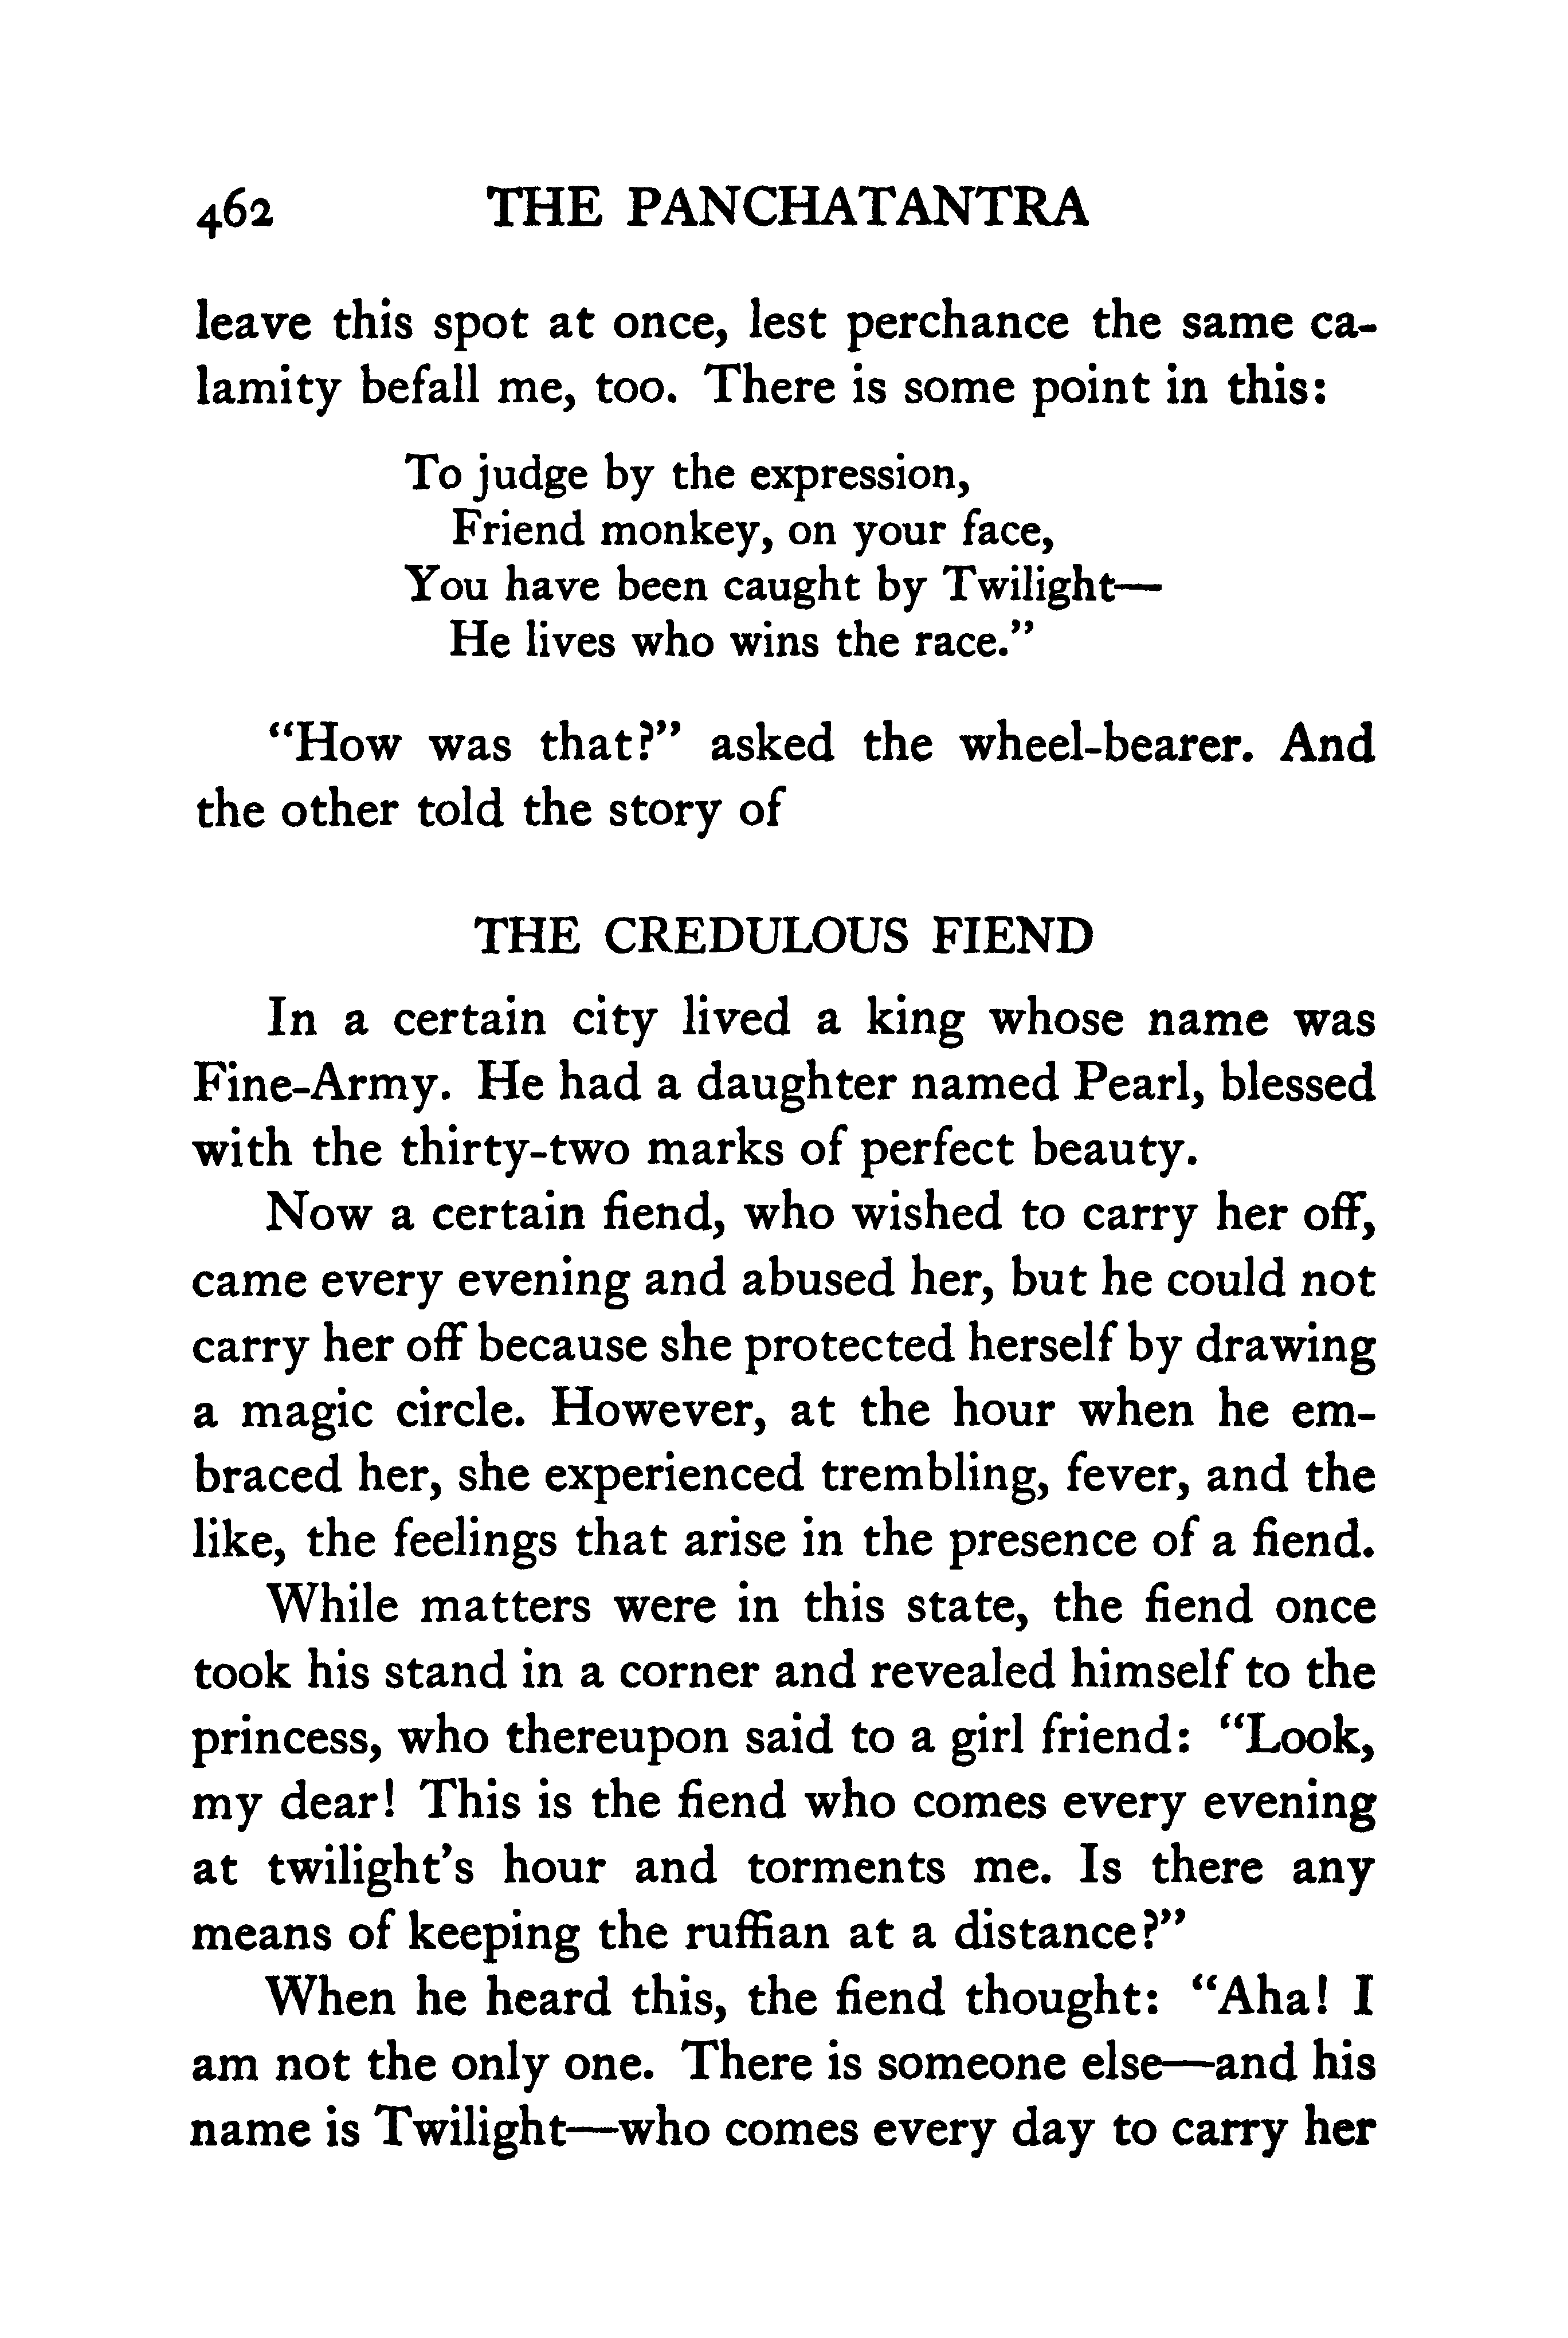 462 THE PANCHATANTRA
leave this spot at once, lest perchance the same ca-
lamity befall me, too. There is some point in this:
To judge by the expression,
Friend monkey, on your face,
You have been caught by Twilight—
He lives who wins the race.”
“How was that?” asked the wheel-bearer. And
the other told the story of
THE CREDULOUS FIEND
In a certain city lived a king whose name was
Fine-Army. He had a daughter named Pearl, blessed
with the thirty-two marks of perfect beauty.
Now a certain fiend, who wished to carry her off,
came every evening and abused her, but he could not
carry her off because she protected herself by drawing
a magic circle. However, at the hour when he em-
braced her, she experienced trembling, fever, and the
like, the feelings that arise in the presence of a fiend.
While matters were in this state, the fiend once
took his stand in a corner and revealed himself to the
princess, who thereupon said to a girl friend: “Look,
my dear! This is the fiend who comes every evening
at twilight’s hour and torments me. Is there any
means of keeping the ruffian at a distance?”
When he heard this, the fiend thought: “Aha! I
am not the only one. There is someone else—and his
name is Twilight—who comes every day to carry her